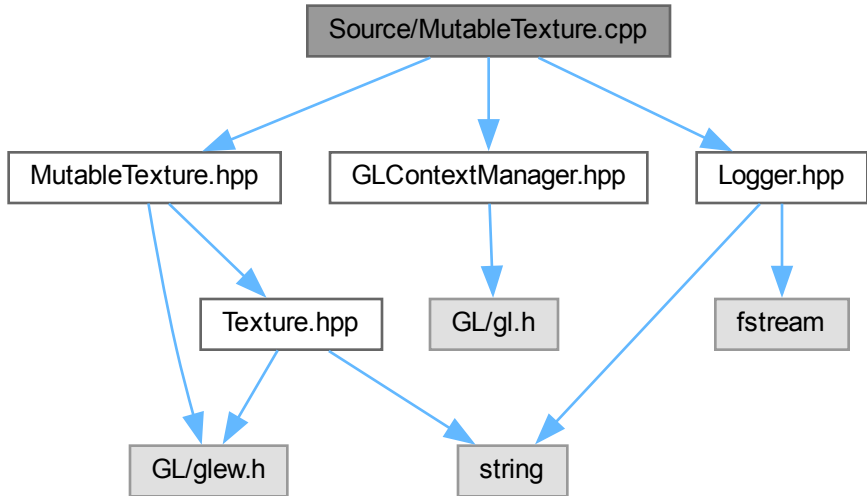 Source/MutableTexture.cpp
MutableTexture.hpp
GLContextManager.hpp
Logger.hpp
Texture.hpp
GL/gl.h
fstream
GL/glew.h
string